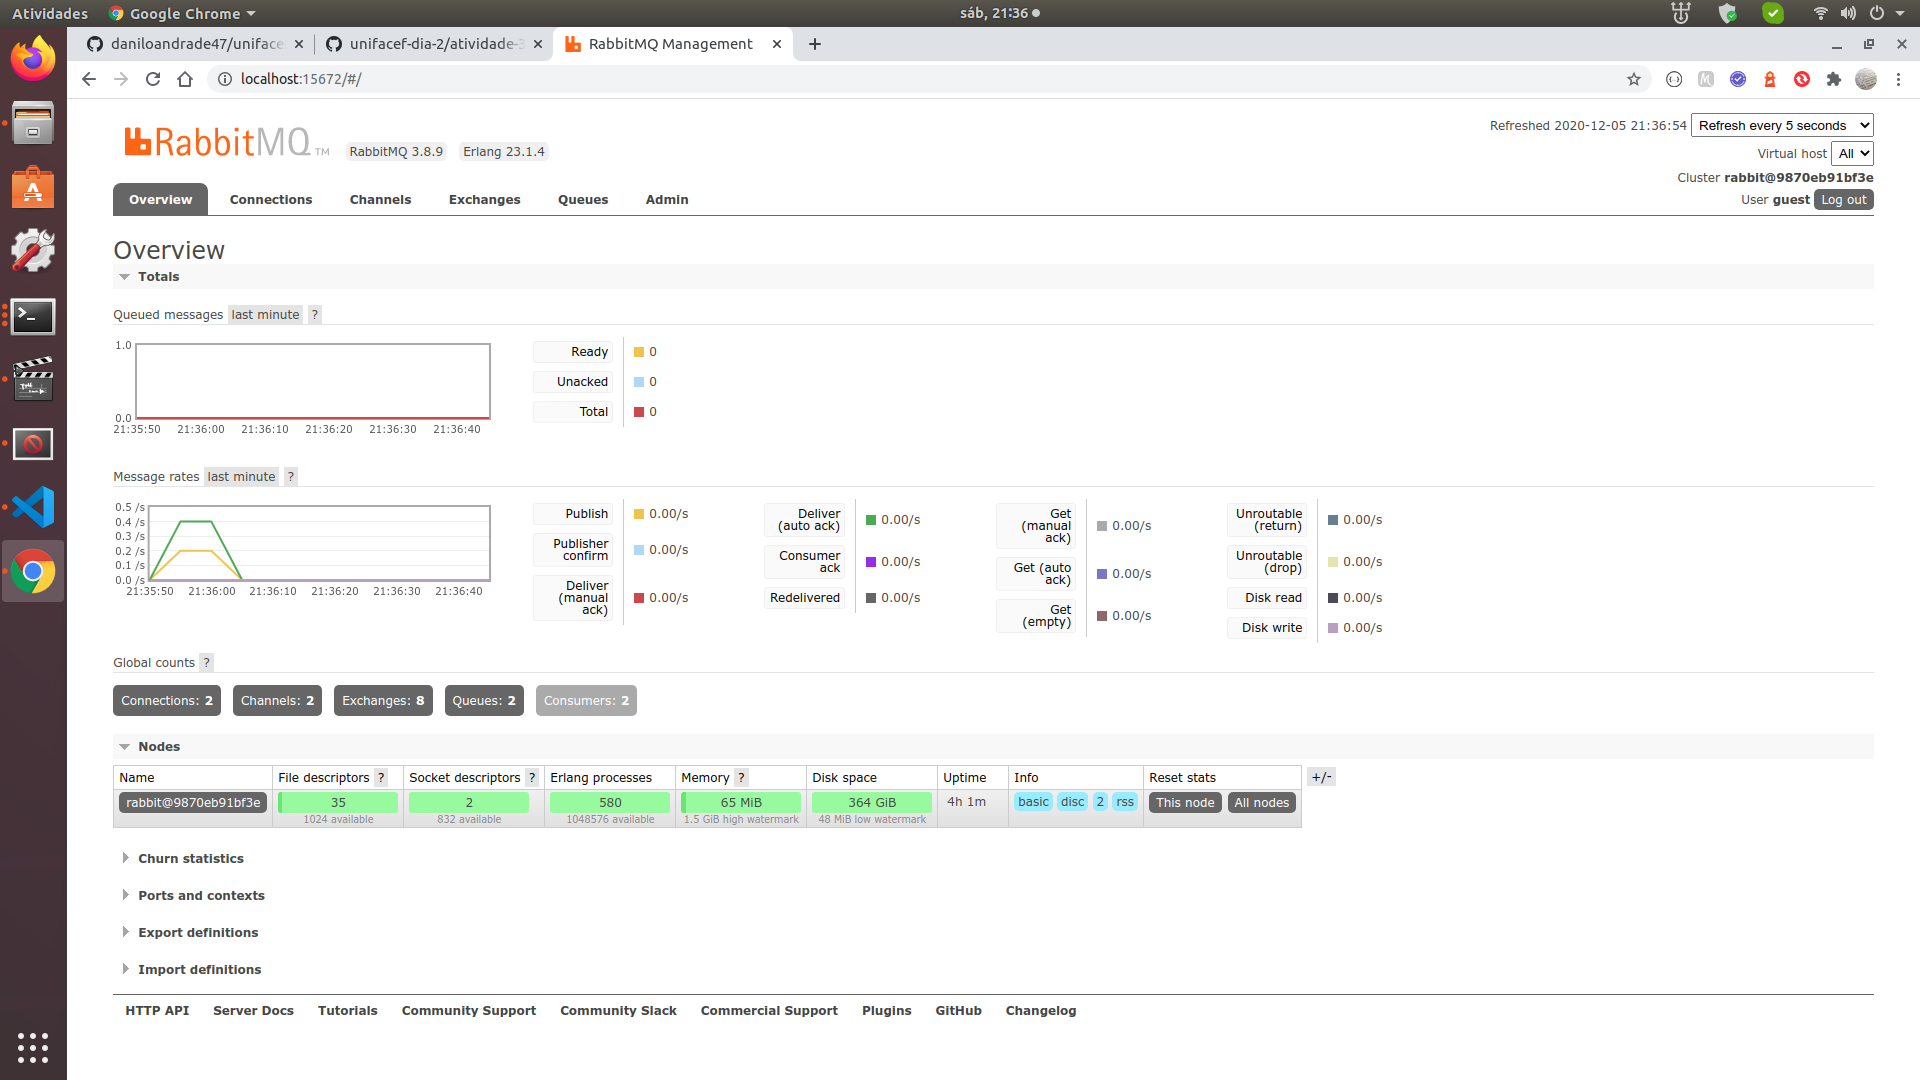 Atividades
Google Chrome
sáb, 21:36
daniloandrade47/uniface
unifacef-dia-2/atividade-3
RabbitMQ Management
localhost:15672/#/
RabbitMQ TM
RabbitMQ 3.8.9
Erlang 23.1.4
Refreshed 2020-12-05 21:36:54
Refresh every 5 seconds
Virtual host All
Cluster rabbit@9870eb91bf3e
User guest Log out
Overview Connections Channels Exchanges Queues Admin
Overview
Totals
Queued messages last minute ?
1.0
0.0
21:35:50 21:36:00 21:36:10 21:36:20 21:36:30 21:36:40
Ready 0
Unacked 0
Total 0
Message rates last minute ?
0.5 /s
0.4 /s
0.3 /s
0.2 /s
0.1 /s
0.0 /s
21:35:50 21:36:00 21:36:10 21:36:20 21:36:30 21:36:40
Publish 0.00/s
Publisher confirm 0.00/s
Deliver (manual ack) 0.00/s
Deliver (auto ack) 0.00/s
Consumer ack 0.00/s
Redelivered 0.00/s
Get (manual ack) 0.00/s
Get (auto ack) 0.00/s
Get (empty) 0.00/s
Unroutable (return) 0.00/s
Unroutable (drop) 0.00/s
Disk read 0.00/s
Disk write 0.00/s
Global counts ?
Connections: 2 Channels: 2 Exchanges: 8 Queues: 2 Consumers: 2
Nodes
Name File descriptors ? Socket descriptors ? Erlang processes Memory ? Disk space Uptime Info Reset stats +/-
rabbit@9870eb91bf3e 35 2 580 65 MiB 364 GiB 4h 1m basic disc 2 rss This node All nodes
1024 available 832 available 1048576 available 1.5 GiB high watermark 48 MiB low watermark
Churn statistics
Ports and contexts
Export definitions
Import definitions
HTTP API Server Docs Tutorials Community Support Community Slack Commercial Support Plugins GitHub Changelog